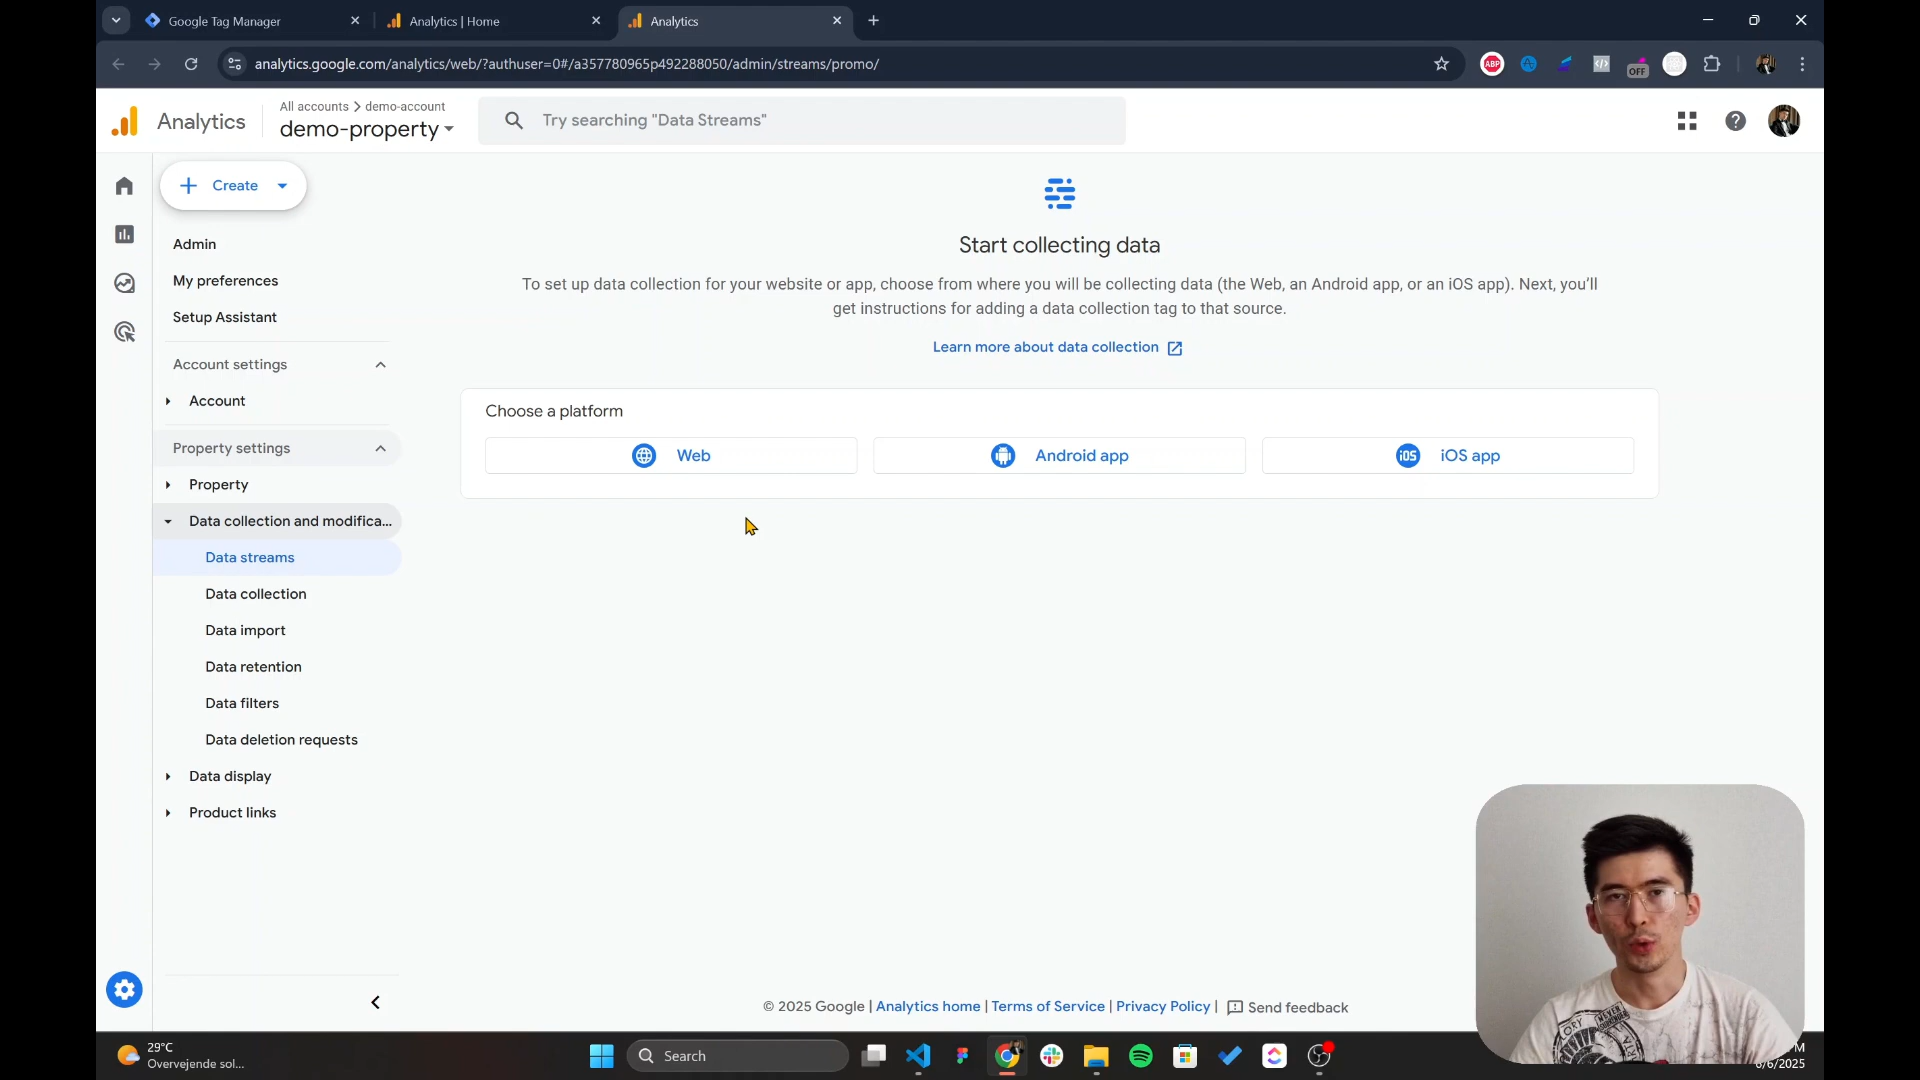 Google Tag Manager
Analytics | Home
Analytics
analytics.google.com/analytics/web/?authuser=0#/a357780965p492288050/admin/streams/promo/
ABP
OFF
Analytics
All accounts > demo-account
demo-property
Try searching "Data Streams"
Create
Admin
My preferences
Setup Assistant
Account settings
Account
Property settings
Property
Data collection and modifica...
Data streams
Data collection
Data import
Data retention
Data filters
Data deletion requests
Data display
Product links
Start collecting data
To set up data collection for your website or app, choose from where you will be collecting data (the Web, an Android app, or an iOS app). Next, you'll
get instructions for adding a data collection tag to that source.
Learn more about data collection
Choose a platform
Web
Android app
iOS
iOS app
© 2025 Google | Analytics home | Terms of Service | Privacy Policy | Send feedback
29°C
Overvejende sol...
Search
M
6/6/2025